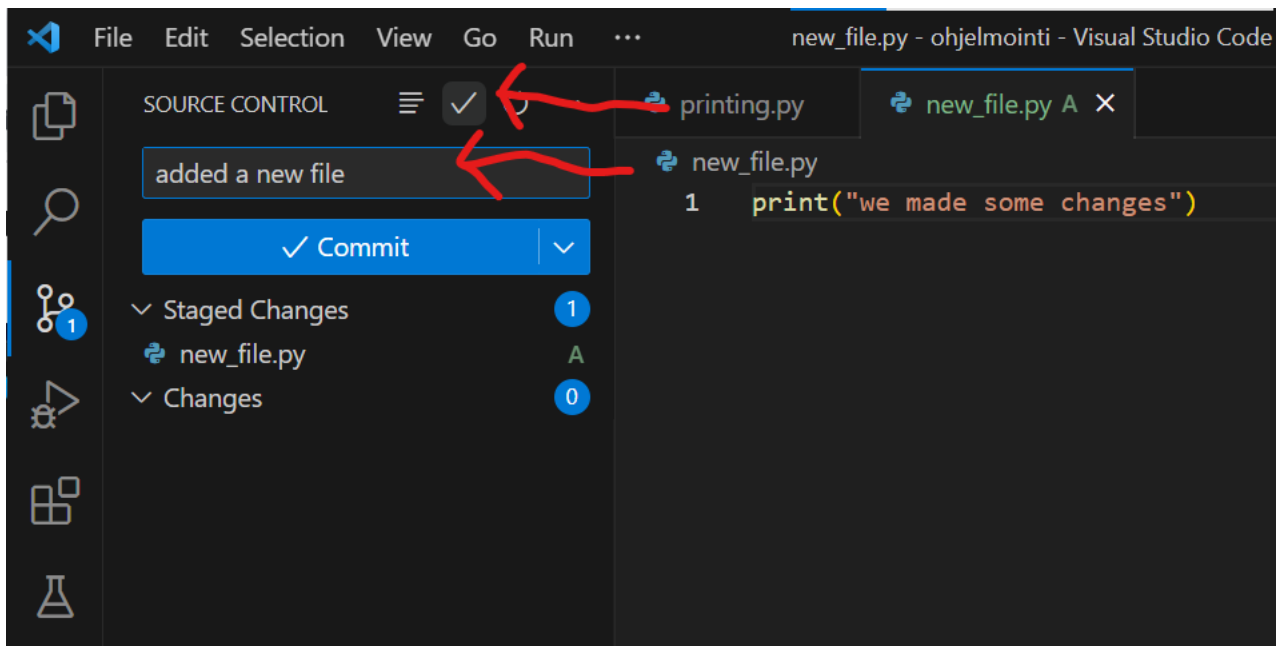 File Edit Selection View Go Run ··· new_file.py - ohjelmointi - Visual Studio Code
SOURCE CONTROL
printing.py
new_file.py A
added a new file
new_file.py
1 print("we made some changes")
Commit
Staged Changes 1
1
new_file.py A
Changes 0